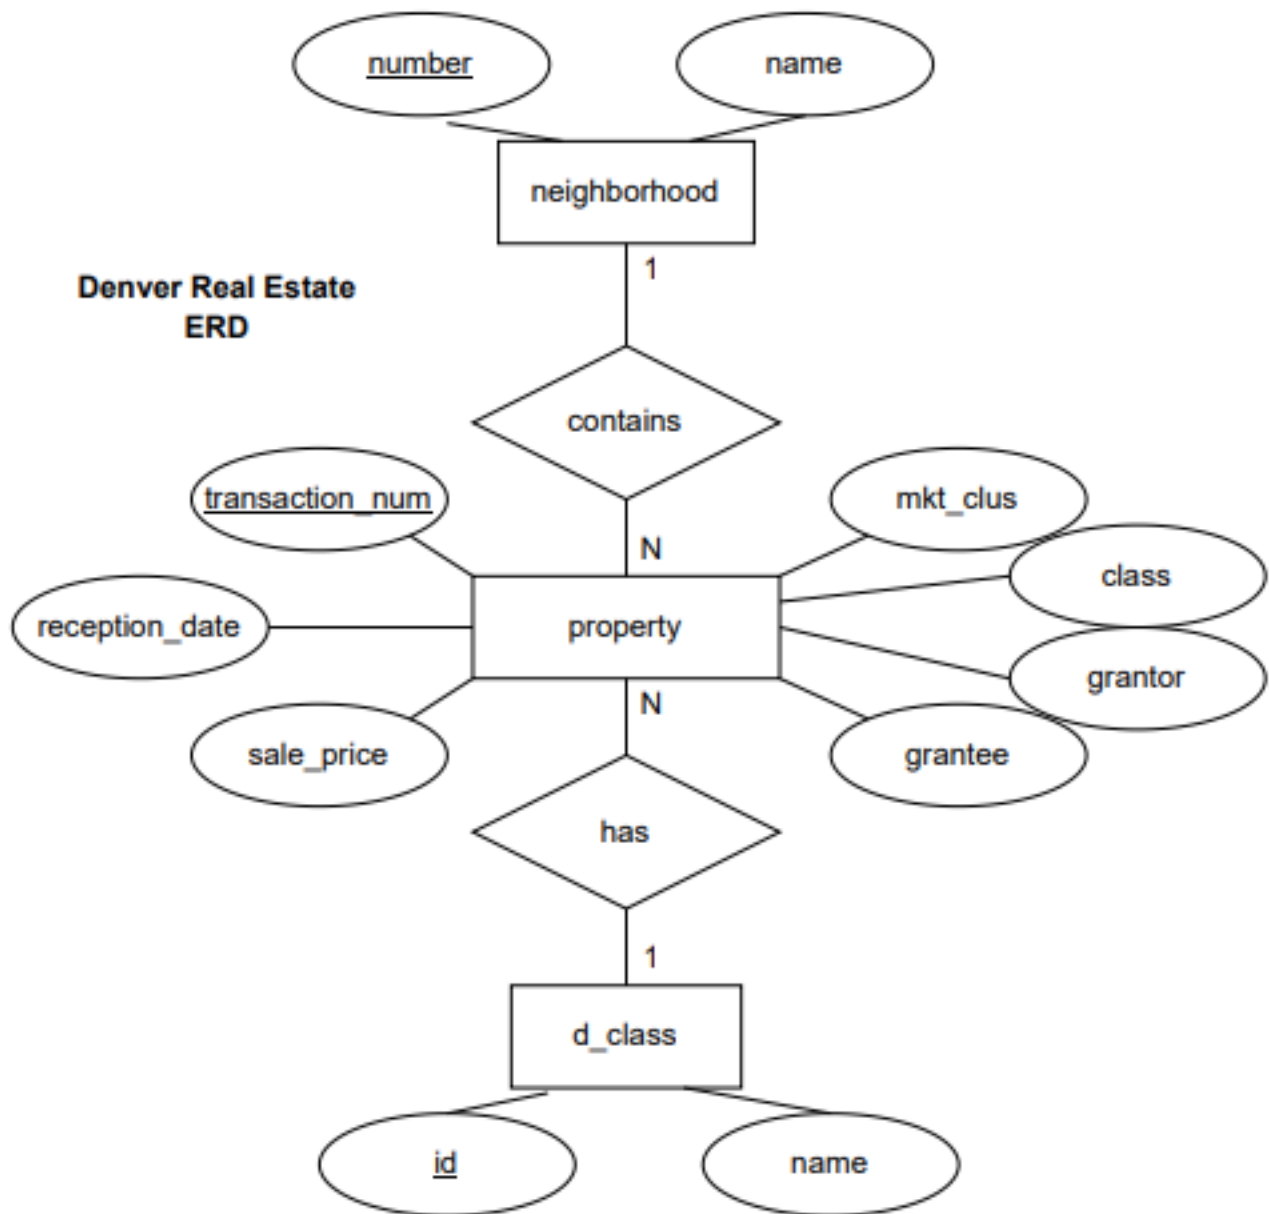 number
name
neighborhood
1
Denver Real Estate
ERD
contains
transaction_num
mkt_clus
N
class
reception_date
property
grantor
N
sale_price
grantee
has
1
d_class
id
name